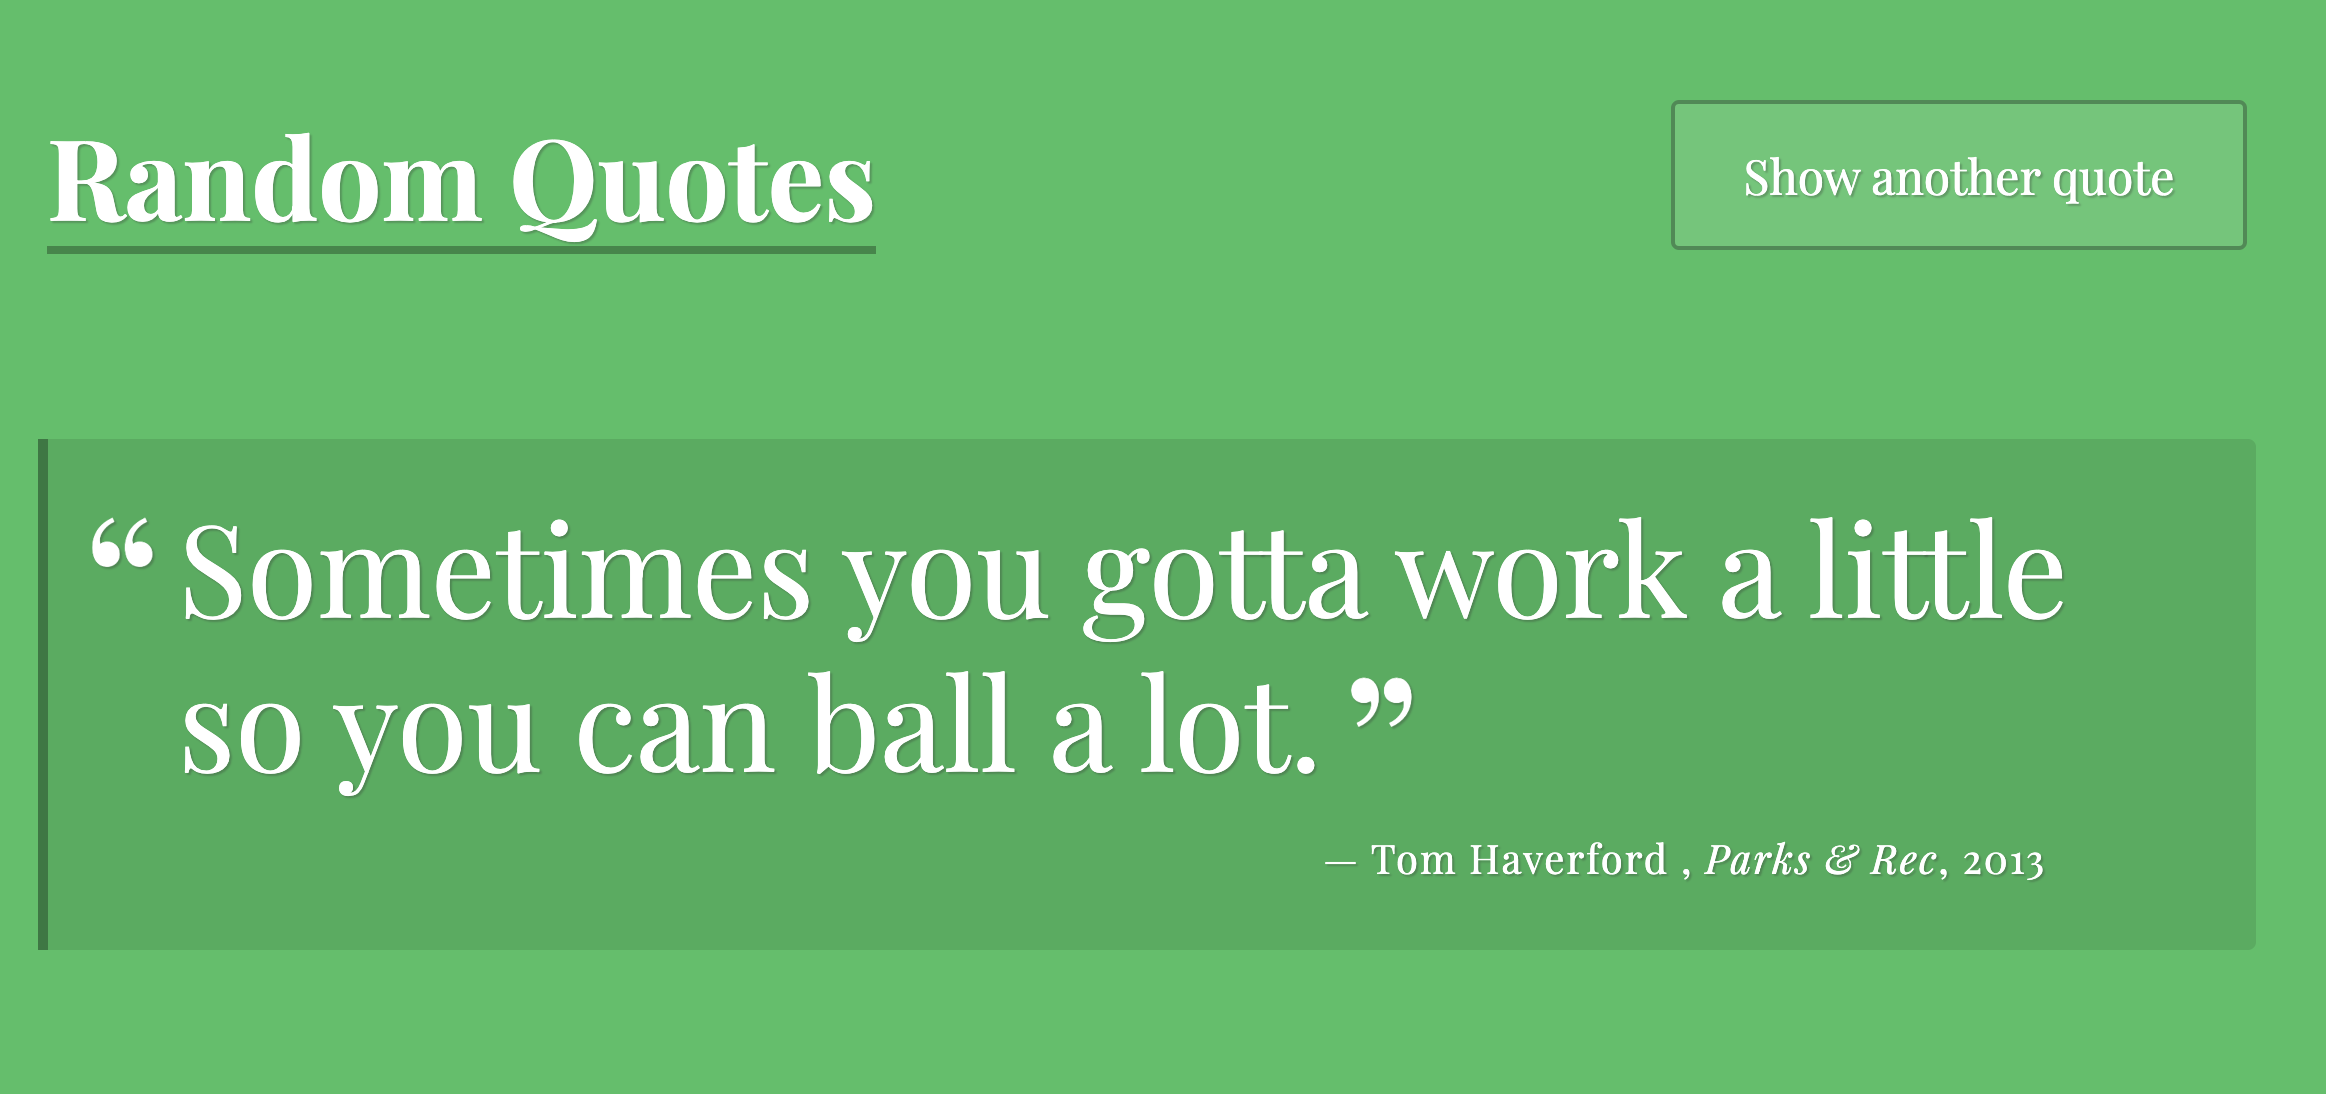 Random Quotes
Show another quote
“Sometimes you gotta work a little
so you can ball a lot.”
— Tom Haverford , Parks & Rec, 2013